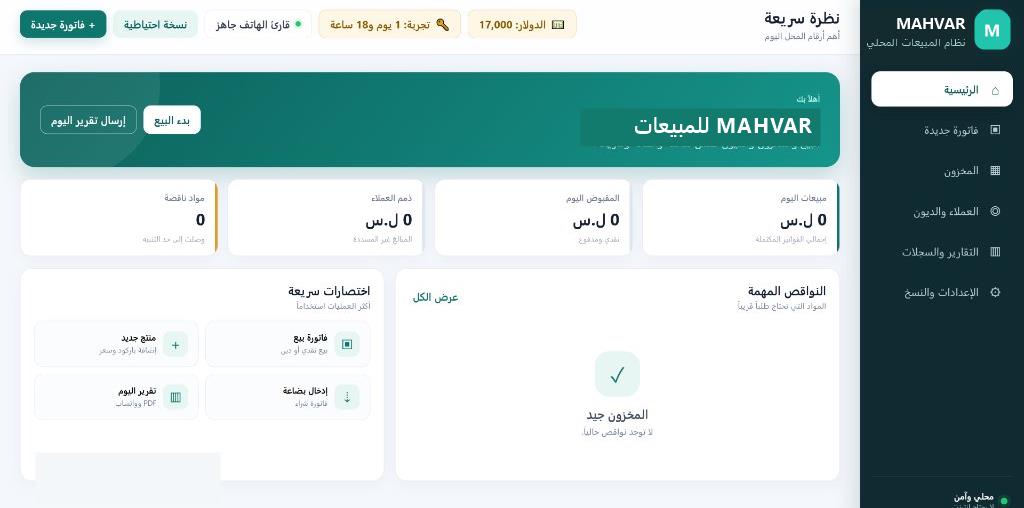 MAHVAR
نظام المبيعات المحلي
M
الرئيسية
فاتورة جديدة
المخزون
العملاء والديون
التقارير والسجلات
الإعدادات والنسخ
محلي وآمن
نظرة سريعة
أهم أرقام المحل اليوم
الدولار: 17,000
تجربة: 1 يوم و18 ساعة
قارئ الهاتف جاهز
نسخة احتياطية
+ فاتورة جديدة
أهلاً بك
MAHVAR للمبيعات
بدء البيع
إرسال تقرير اليوم
مبيعات اليوم
0 ل.س
إجمالي الفواتير المكتملة
المقبوض اليوم
0 ل.س
نقدي ومدفوع
ذمم العملاء
0 ل.س
المبالغ غير المسددة
مواد ناقصة
0
وصلت إلى حد التنبيه
النواقص المهمة
المواد التي تحتاج طلباً قريباً
عرض الكل
المخزون جيد
لا توجد نواقص حالياً.
اختصارات سريعة
أكثر العمليات استخداماً
فاتورة بيع
بيع نقدي أو دين
منتج جديد
إضافة باركود وسعر
إدخال بضاعة
فاتورة شراء
تقرير اليوم
PDF وواتساب